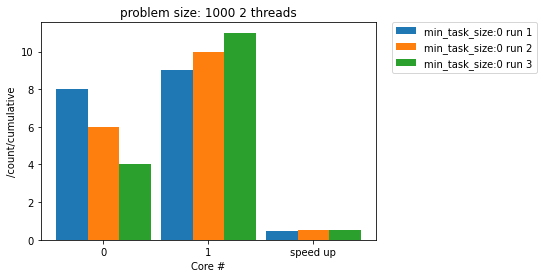 problem size: 1000 2 threads
min_task_size:0 run 1
min_task_size:0 run 2
min_task_size:0 run 3
/count/cumulative
10
8
6
4
2
0
0 1 speed up
Core #